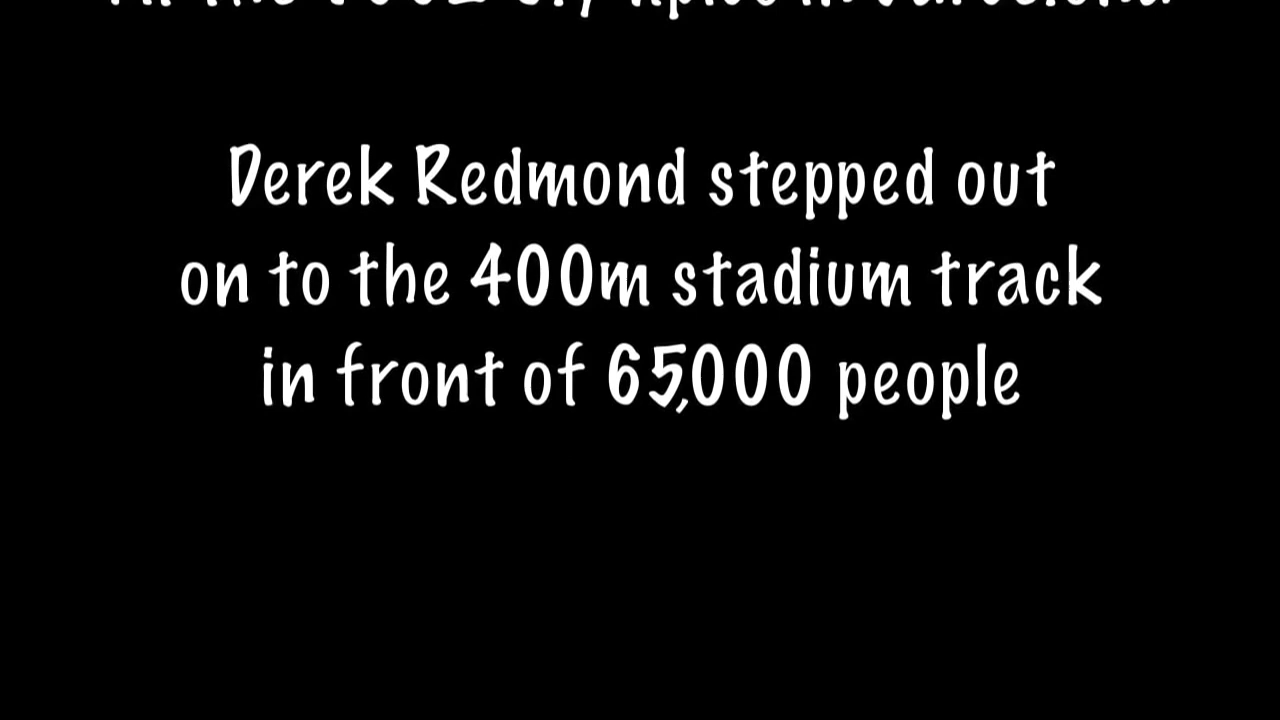 Derek Redmond stepped out
on to the 400m stadium track
in front of 65,000 people